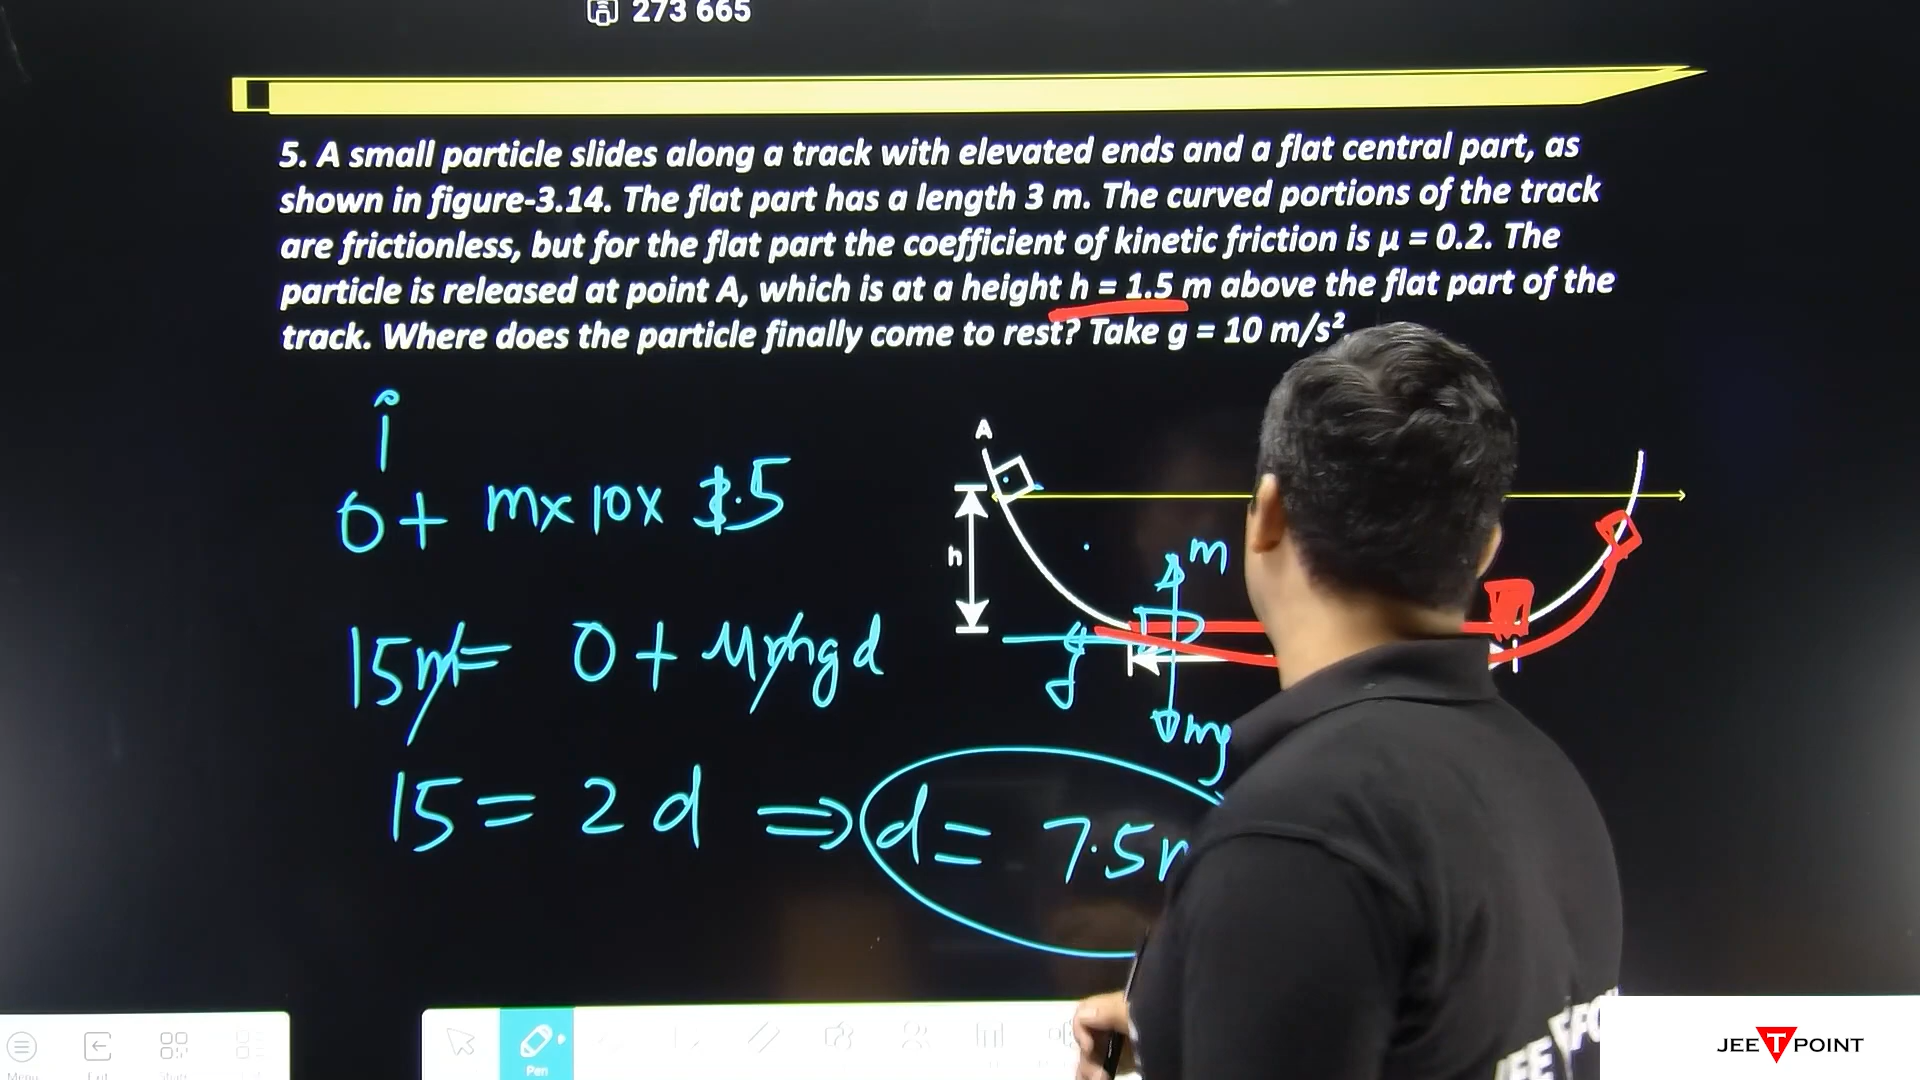 273 665
5. A small particle slides along a track with elevated ends and a flat central part, as
shown in figure-3.14. The flat part has a length 3 m. The curved portions of the track
are frictionless, but for the flat part the coefficient of kinetic friction is μ = 0.2. The
particle is released at point A, which is at a height h = 1.5 m above the flat part of the
track. Where does the particle finally come to rest? Take g = 10 m/s²
A
0 + m x 10 x 1.5
m
h
15m = 0 + μmgd
mg
15 = 2 d ⇒ d = 7.5
Pen
JEE POINT